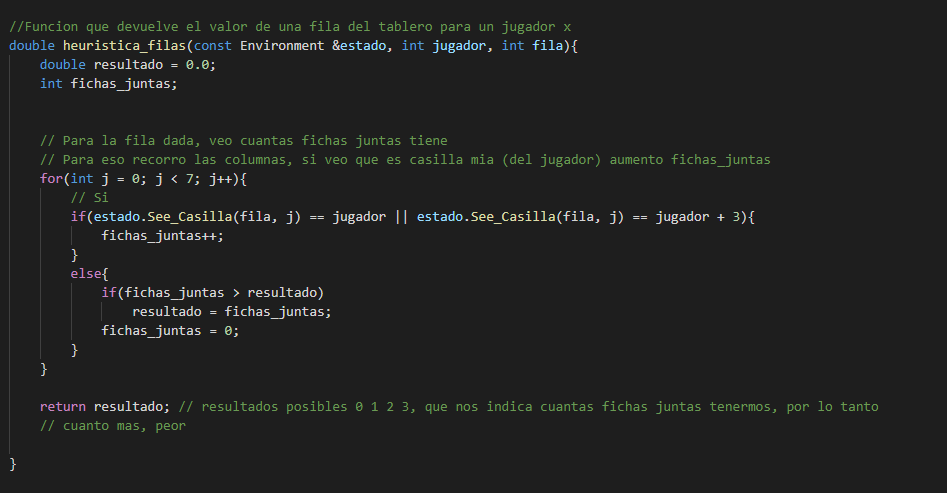 //Funcion que devuelve el valor de una fila del tablero para un jugador x
double heuristica_filas(const Environment &estado, int jugador, int fila){
    double resultado = 0.0;
    int fichas_juntas;
    // Para la fila dada, veo cuantas fichas juntas tiene
    // Para eso recorro las columnas, si veo que es casilla mia (del jugador) aumento fichas_juntas
    for(int j = 0; j < 7; j++){
        // Si
        if(estado.See_Casilla(fila, j) == jugador || estado.See_Casilla(fila, j) == jugador + 3){
            fichas_juntas++;
        }
        else{
            if(fichas_juntas > resultado)
                resultado = fichas_juntas;
            fichas_juntas = 0;
        }
    }
    return resultado; // resultados posibles 0 1 2 3, que nos indica cuantas fichas juntas tenermos, por lo tanto
    // cuanto mas, peor
}